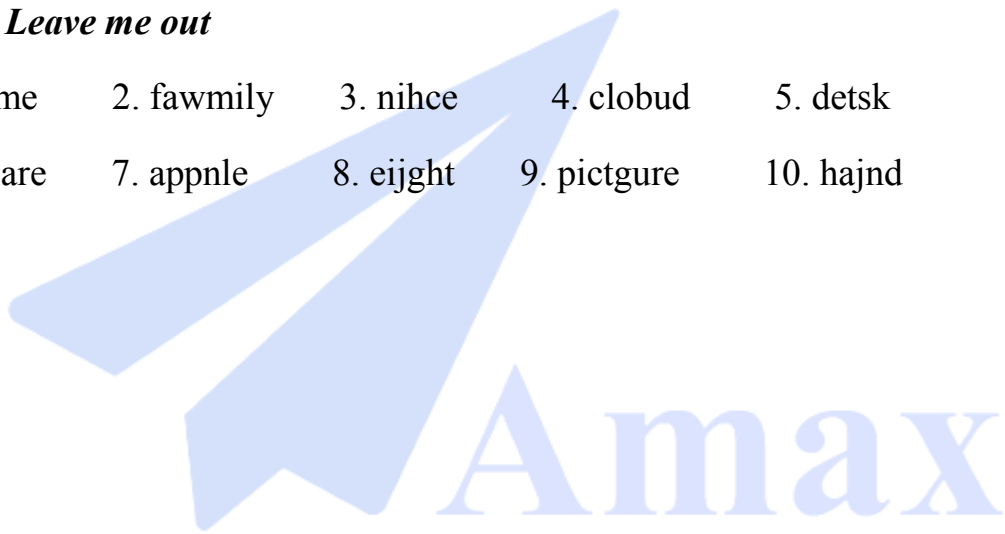 Leave me out
me 2. fawmily 3. nihce 4. clobud 5. detsk
are 7. appnle 8. eijght 9. pictgure 10. hajnd
Amax